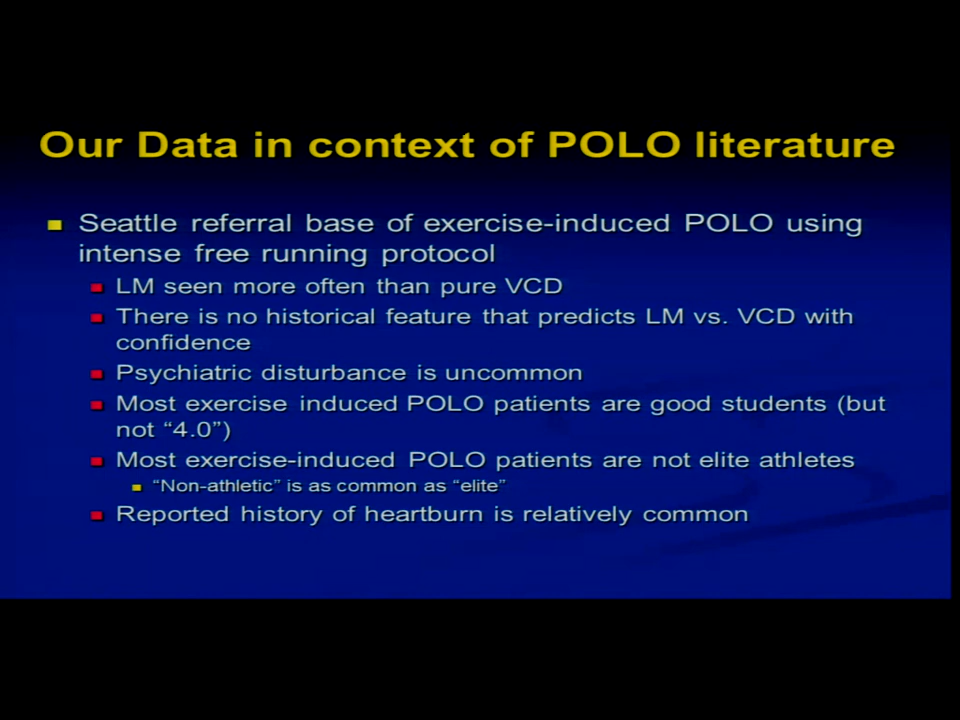 Our Data in context of POLO literature
Seattle referral base of exercise-induced POLO using
intense free running protocol
LM seen more often than pure VCD
There is no historical feature that predicts LM vs. VCD with
confidence
Psychiatric disturbance is uncommon
Most exercise induced POLO patients are good students (but
not “4.0”)
Most exercise-induced POLO patients are not elite athletes
“Non-athletic” is as common as “elite”
Reported history of heartburn is relatively common